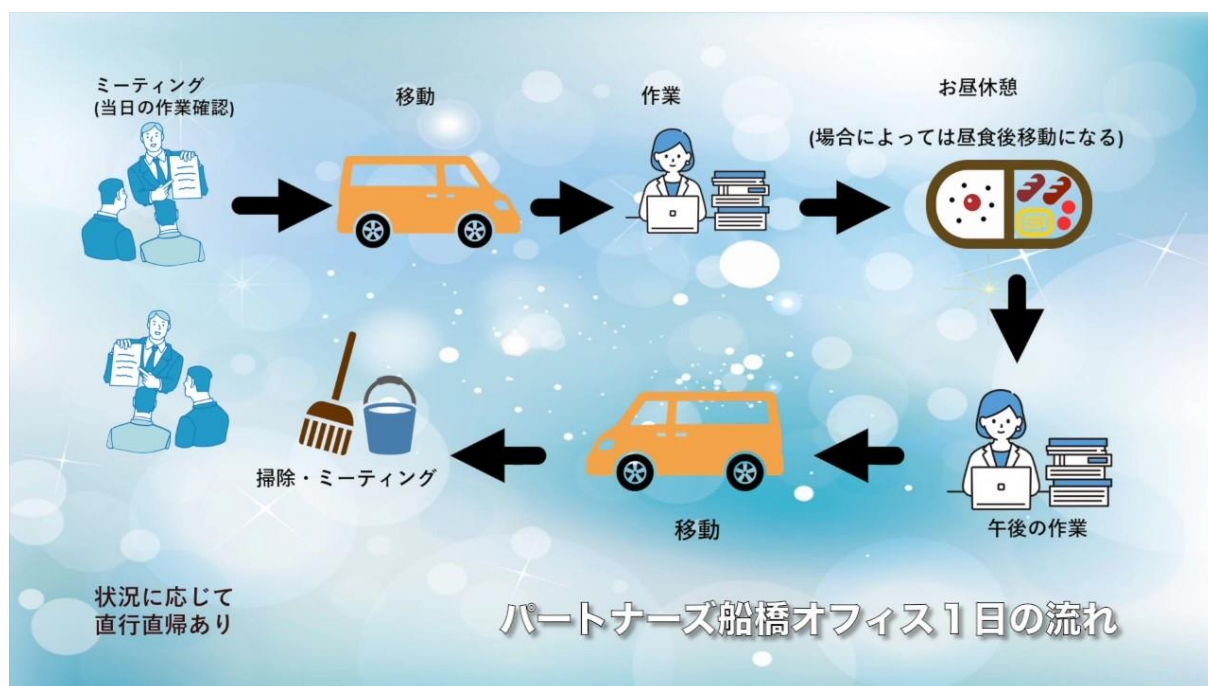 ミーティング
(当日の作業確認)
移動
作業
お昼休憩
(場合によっては昼食後移動になる)
午後の作業
移動
掃除・ミーティング
状況に応じて
直行直帰あり
パートナーズ船橋オフィス1日の流れ